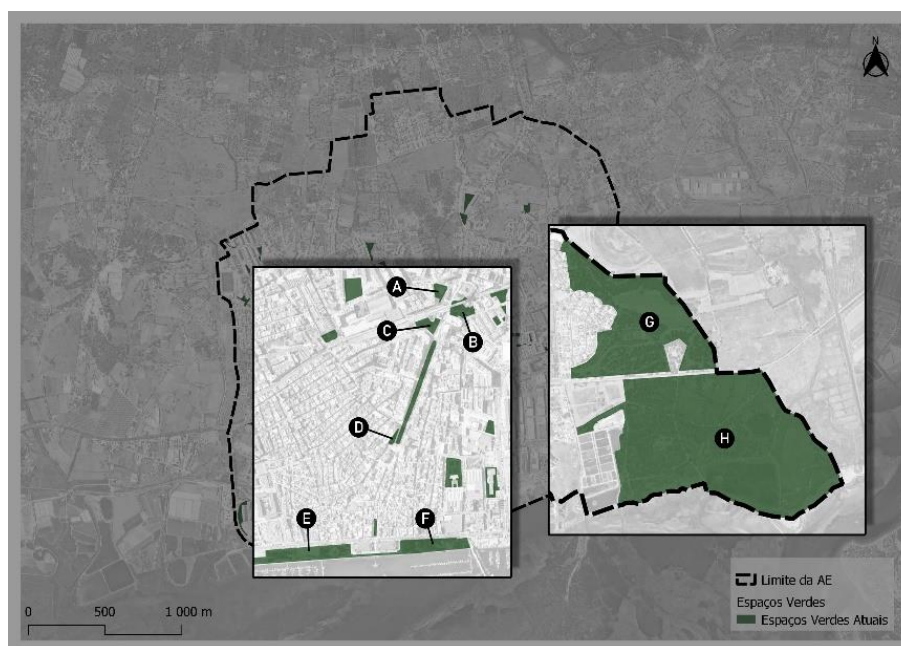 N
A
B
C
D
E
F
G
H
0 500 1 000 m
Limite da AE
Espaços Verdes
Espaços Verdes Atuais